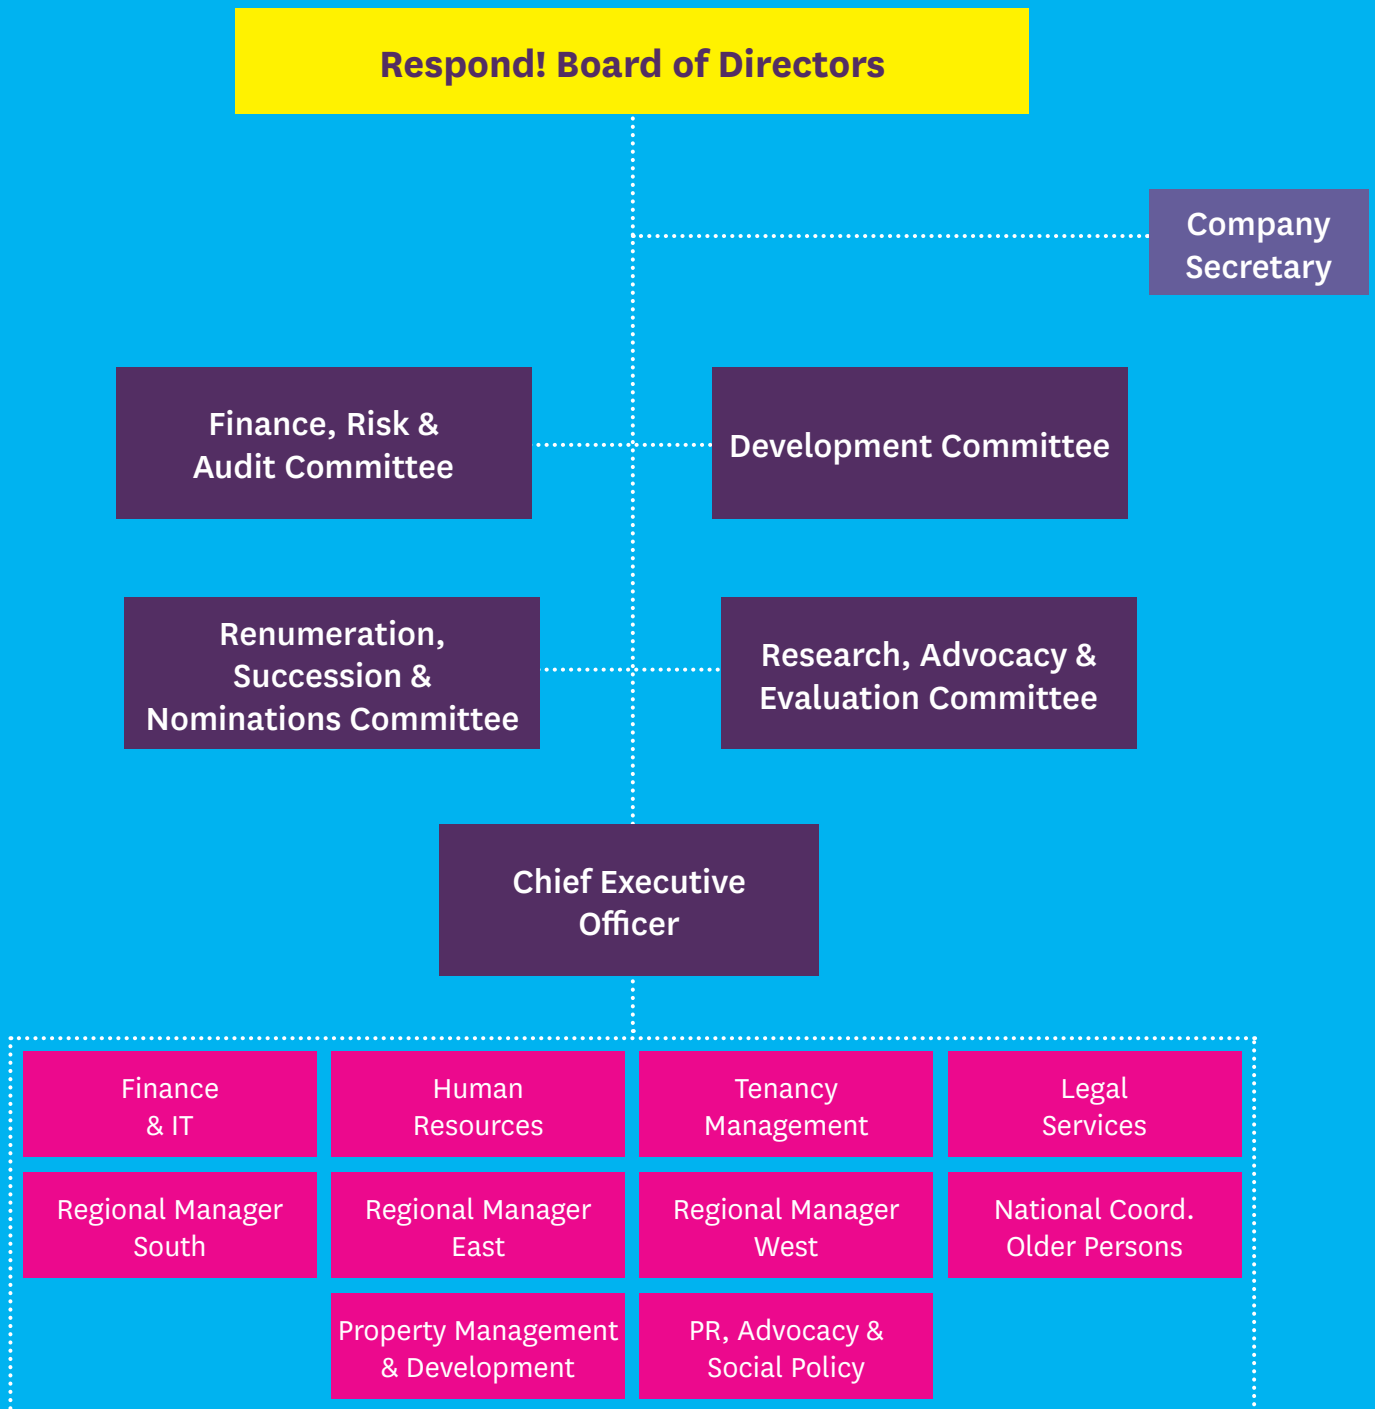 Respond! Board of Directors
Company
Secretary
Finance, Risk &
Audit Committee
Development Committee
Renumeration,
Succession &
Nominations Committee
Research, Advocacy &
Evaluation Committee
Chief Executive
Officer
Finance
& IT
Human
Resources
Tenancy
Management
Legal
Services
Regional Manager
South
Regional Manager
East
Regional Manager
West
National Coord.
Older Persons
Property Management
& Development
PR, Advocacy &
Social Policy